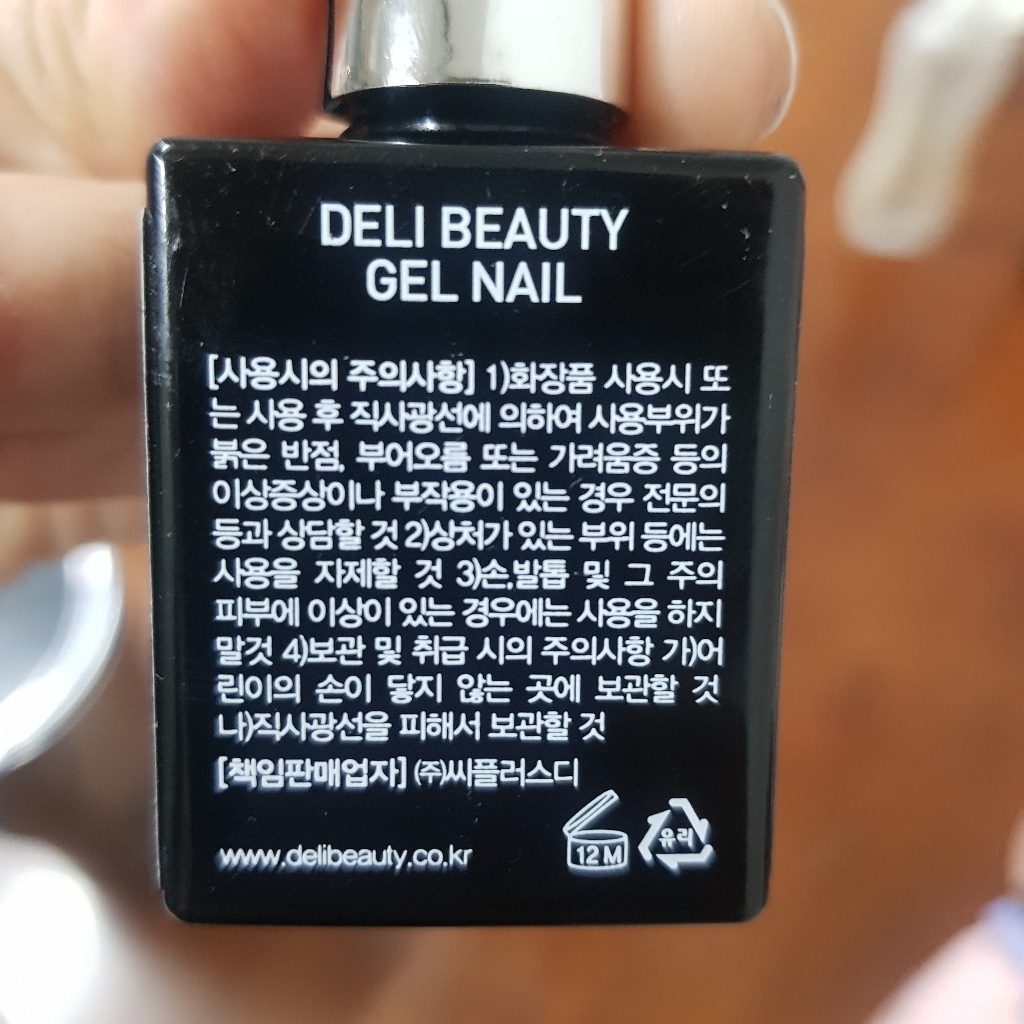 DELI BEAUTY
GEL NAIL
[사용시의 주의사항] 1)화장품 사용시 또
는 사용 후 직사광선에 의하여 사용부위가
붉은 반점, 부어오름 또는 가려움증 등의
이상증상이나 부작용이 있는 경우 전문의
등과 상담할 것 2)상처가 있는 부위 등에는
사용을 자제할 것 3)손,발톱 및 그 주의
피부에 이상이 있는 경우에는 사용을 하지
말것 4)보관 및 취급 시의 주의사항 가)어
린이의 손이 닿지 않는 곳에 보관할 것
나)직사광선을 피해서 보관할 것
[책임판매업자] ㈜씨플러스디
www.delibeauty.co.kr
12 M
유리